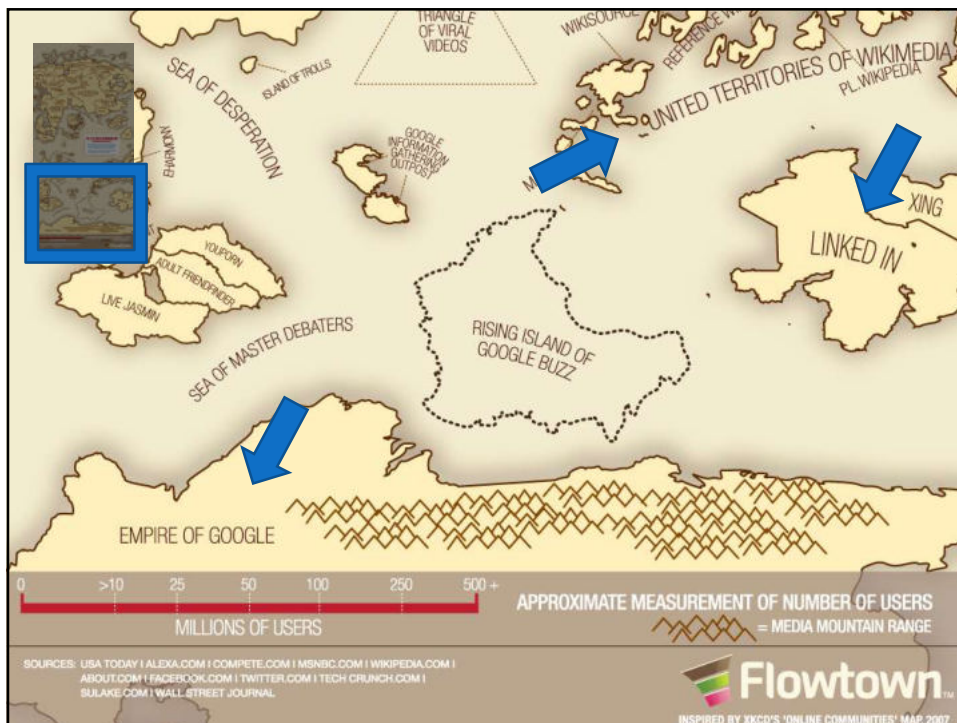 TRIANGLE
OF VIRAL
VIDEOS
WIKISOURCE
UNITED TERRITORIES OF WIKIMEDIA
PL.WIKIPEDIA
SEA OF DESPERATION
ISLAND OF TROLLS
EHARMONY
GOOGLE
INFORMATION
GATHERING
OUTPOST
XING
LINKED IN
YOUPORN
ADULT FRIENDFINDER
LIVE JASMIN
SEA OF MASTER DEBATERS
RISING ISLAND OF
GOOGLE BUZZ
EMPIRE OF GOOGLE
0 >10 25 50 100 250 500 +
MILLIONS OF USERS
APPROXIMATE MEASUREMENT OF NUMBER OF USERS
= MEDIA MOUNTAIN RANGE
SOURCES: USA TODAY I ALEXA.COM I COMPETE.COM I MSNBC.COM I WIKIPEDIA.COM I
ABOUT.COM I FACEBOOK.COM I TWITTER.COM I TECH CRUNCH.COM I
SULAKE.COM I WALL STREET JOURNAL
Flowtown™
INSPIRED BY XKCD'S 'ONLINE COMMUNITIES' MAP 2007